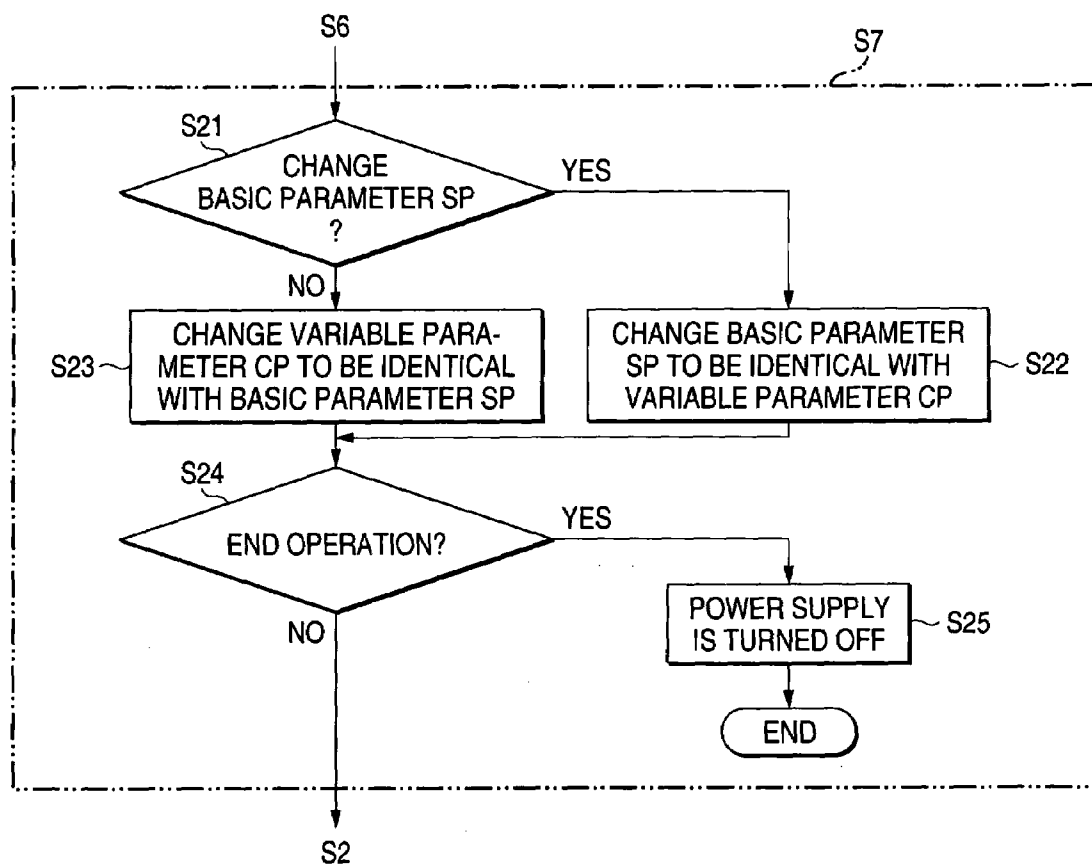 S6
S7
S21
CHANGE
BASIC PARAMETER SP
?
YES
NO
S23
CHANGE VARIABLE PARA-
METER CP TO BE IDENTICAL
WITH BASIC PARAMETER SP
CHANGE BASIC PARAMETER
SP TO BE IDENTICAL WITH
VARIABLE PARAMETER CP
S22
S24
END OPERATION?
YES
NO
POWER SUPPLY
IS TURNED OFF
S25
END
S2